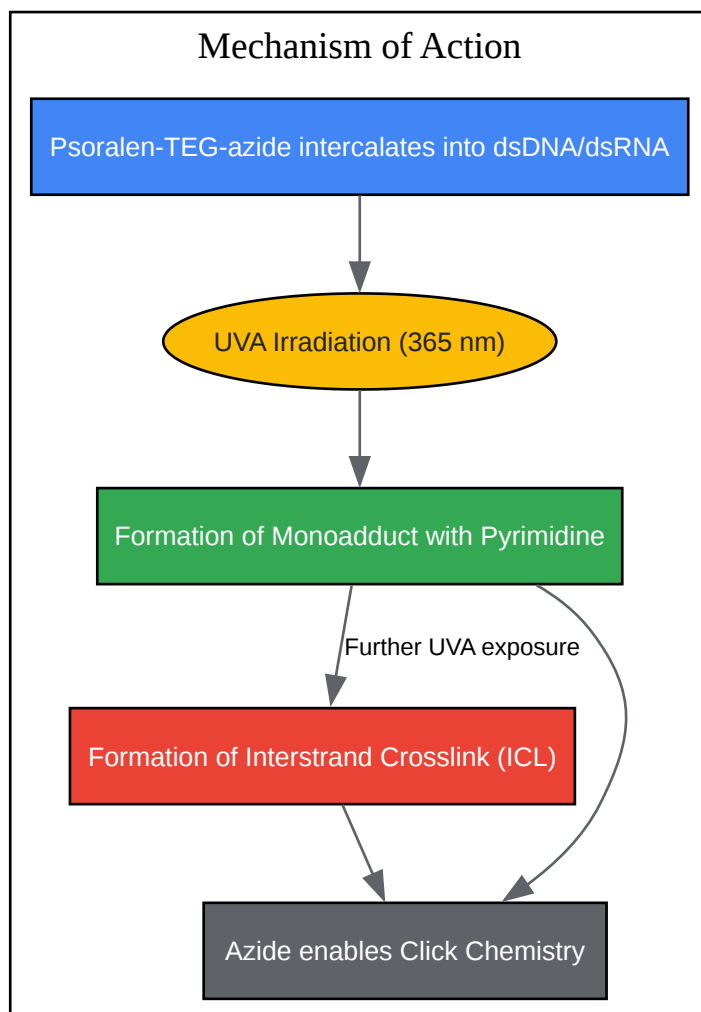 Mechanism of Action
Psoralen-TEG-azide intercalates into dsDNA/dsRNA
UVA Irradiation (365 nm)
Formation of Monoadduct with Pyrimidine
Further UVA exposure
Formation of Interstrand Crosslink (ICL)
Azide enables Click Chemistry